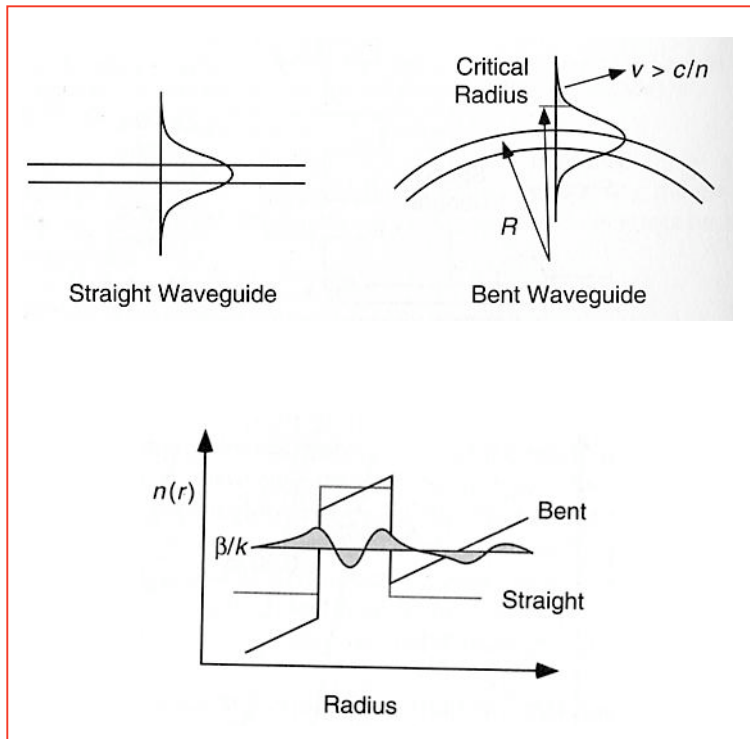 Critical
Radius
v > c/n
R
Straight Waveguide
Bent Waveguide
n(r)
β/k
Bent
Straight
Radius